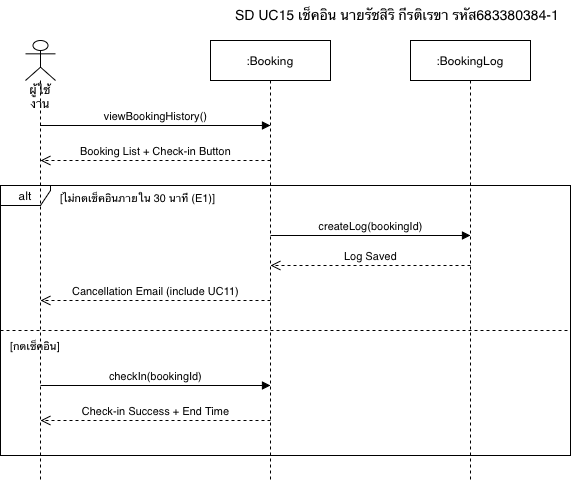 SD UC15 เช็คอิน นายรัชสิริ กีรติเรขา รหัส683380384-1
:Booking
:BookingLog
ผู้ใช้
งาน
viewBookingHistory()
Booking List + Check-in Button
alt
[ไม่กดเช็คอินภายใน 30 นาที (E1)]
createLog(bookingId)
Log Saved
Cancellation Email (include UC11)
[กดเช็คอิน]
checkIn(bookingId)
Check-in Success + End Time